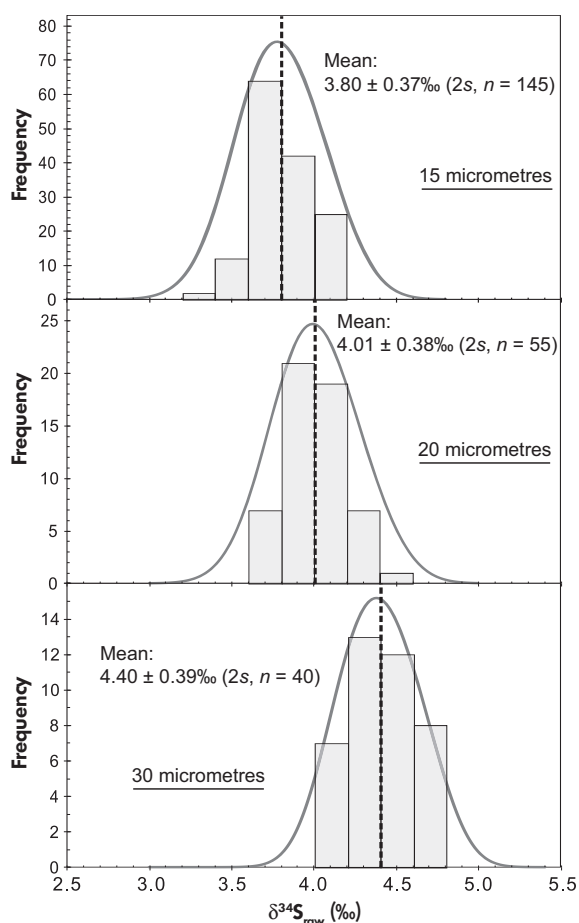 80
70
60
50
40
30
20
10
0
Frequency
Mean:
3.80 ± 0.37‰ (2s, n = 145)
15 micrometres
25
20
15
10
5
0
Frequency
Mean:
4.01 ± 0.38‰ (2s, n = 55)
20 micrometres
14
12
10
8
6
4
2
0
Frequency
Mean:
4.40 ± 0.39‰ (2s, n = 40)
30 micrometres
2.5 3.0 3.5 4.0 4.5 5.0 5.5
δ³⁴S_raw (‰)